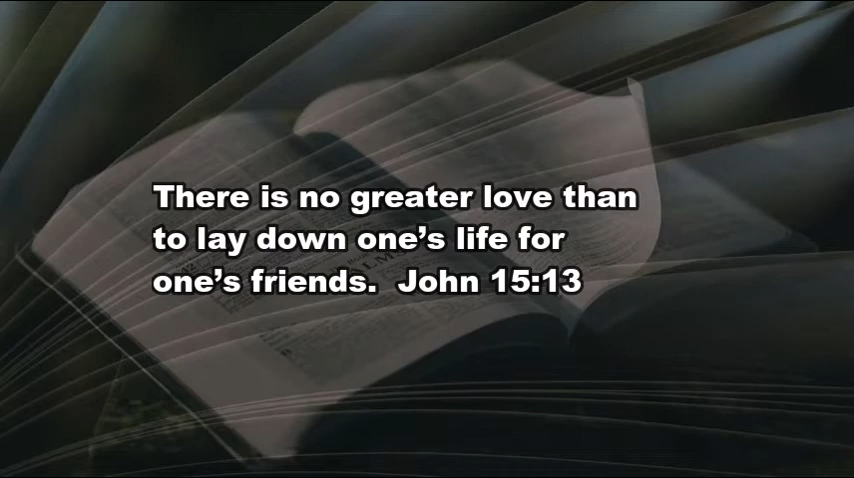 There is no greater love than
to lay down one’s life for
one’s friends.  John 15:13